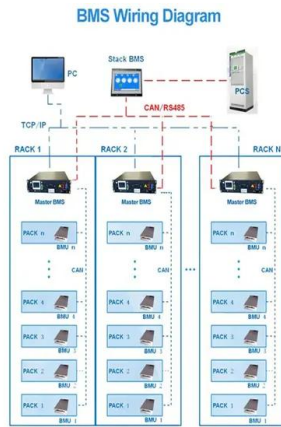 BMS Wiring Diagram
PC
Stack BMS
PCS
CAN/RS485
TCP/IP
RACK 1
RACK 2
RACK N
Master BMS
Master BMS
Master BMS
PACK n
BMU n
PACK n
BMU n
PACK n
BMU n
CAN
CAN
CAN
PACK 4
BMU 4
PACK 4
BMU 4
PACK 4
BMU 4
PACK 3
BMU 3
PACK 3
BMU 3
PACK 3
BMU 3
PACK 2
BMU 2
PACK 2
BMU 2
PACK 2
BMU 2
PACK 1
BMU 1
PACK 1
BMU 1
PACK 1
BMU 1